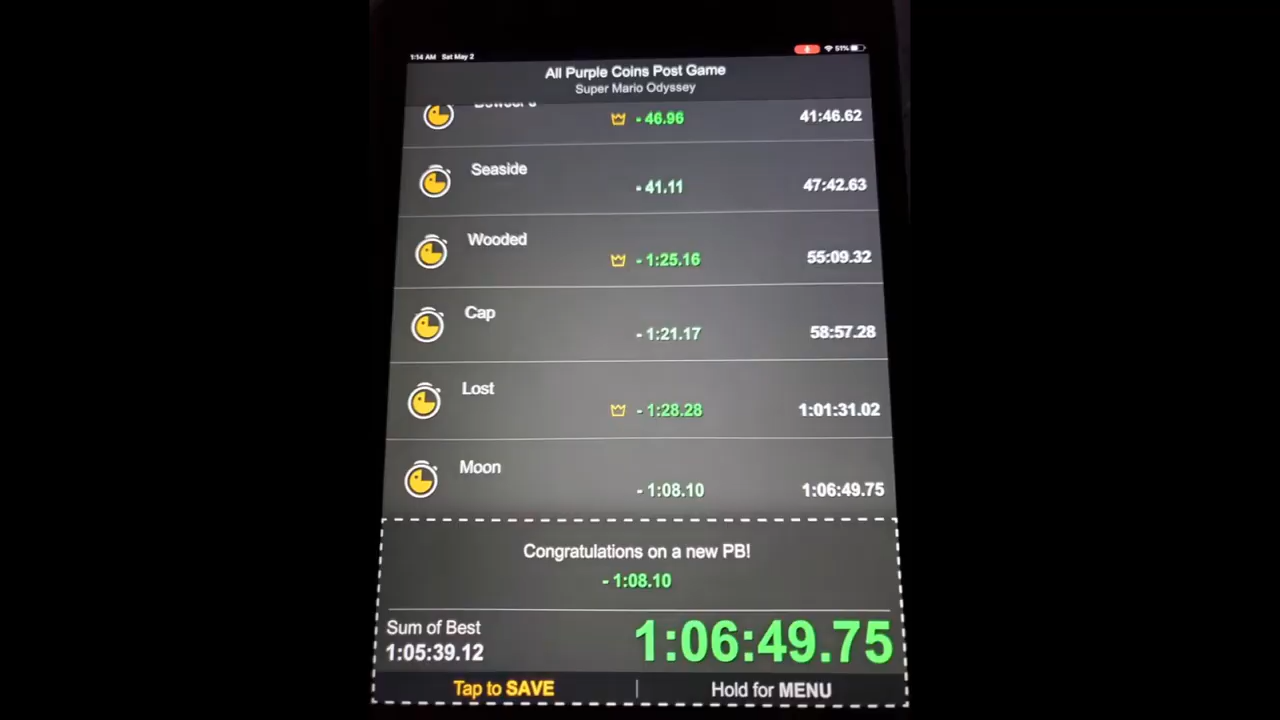 1:14 AM Sat May 2
51%
All Purple Coins Post Game
Super Mario Odyssey
- 46.96 41:46.62
Seaside
- 41.11 47:42.63
Wooded
- 1:25.16 55:09.32
Cap
- 1:21.17 58:57.28
Lost
- 1:28.28 1:01:31.02
Moon
- 1:08.10 1:06:49.75
Congratulations on a new PB!
- 1:08.10
Sum of Best
1:05:39.12
1:06:49.75
Tap to SAVE | Hold for MENU